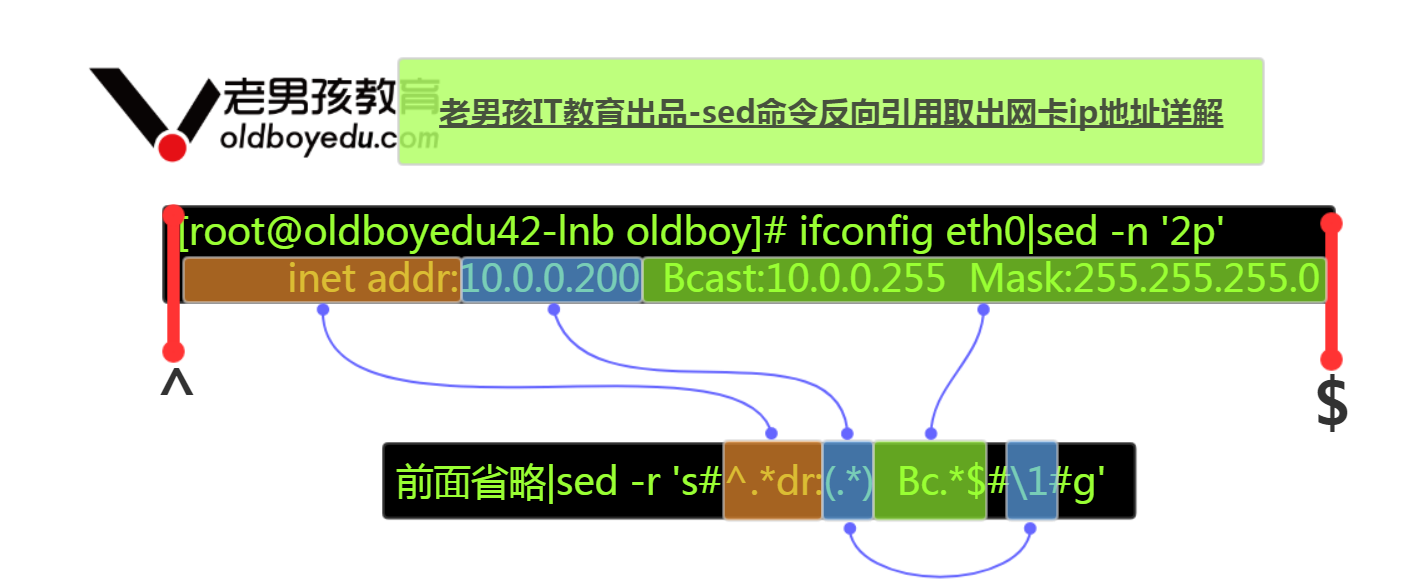 老男孩教育
oldboyedu.com
老男孩IT教育出品-sed命令反向引用取出网卡ip地址详解
[root@oldboyedu42-lnb oldboy]# ifconfig eth0|sed -n '2p'
inet addr:10.0.0.200  Bcast:10.0.0.255  Mask:255.255.255.0
^
$
前面省略|sed -r 's#^.*dr:(.*)  Bc.*$#\1#g'